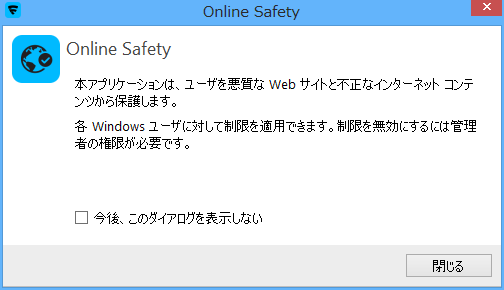 Online Safety
Online Safety
本アプリケーションは、ユーザを悪質な Web サイトと不正なインターネット コンテ
ンツから保護します。
各 Windows ユーザに対して制限を適用できます。制限を無効にするには管理
者の権限が必要です。
今後、このダイアログを表示しない
閉じる